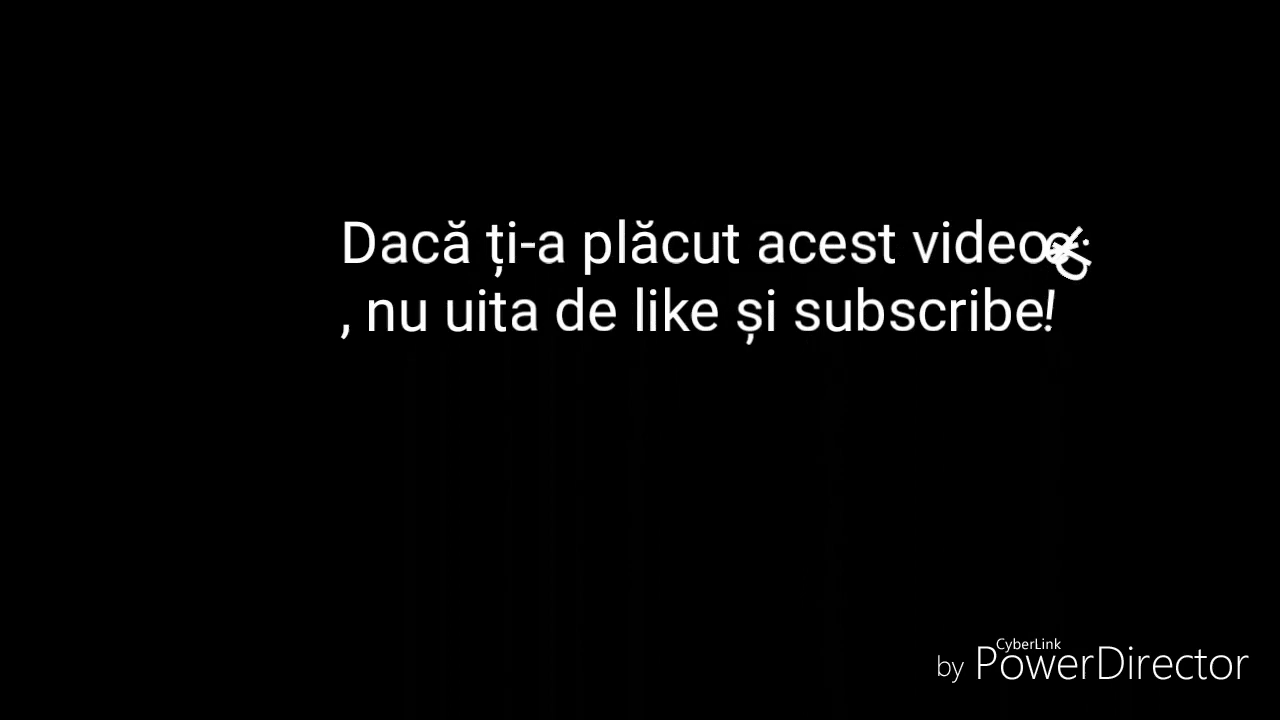 Dacă ți-a plăcut acest video
, nu uita de like și subscribe!
CyberLink
by PowerDirector